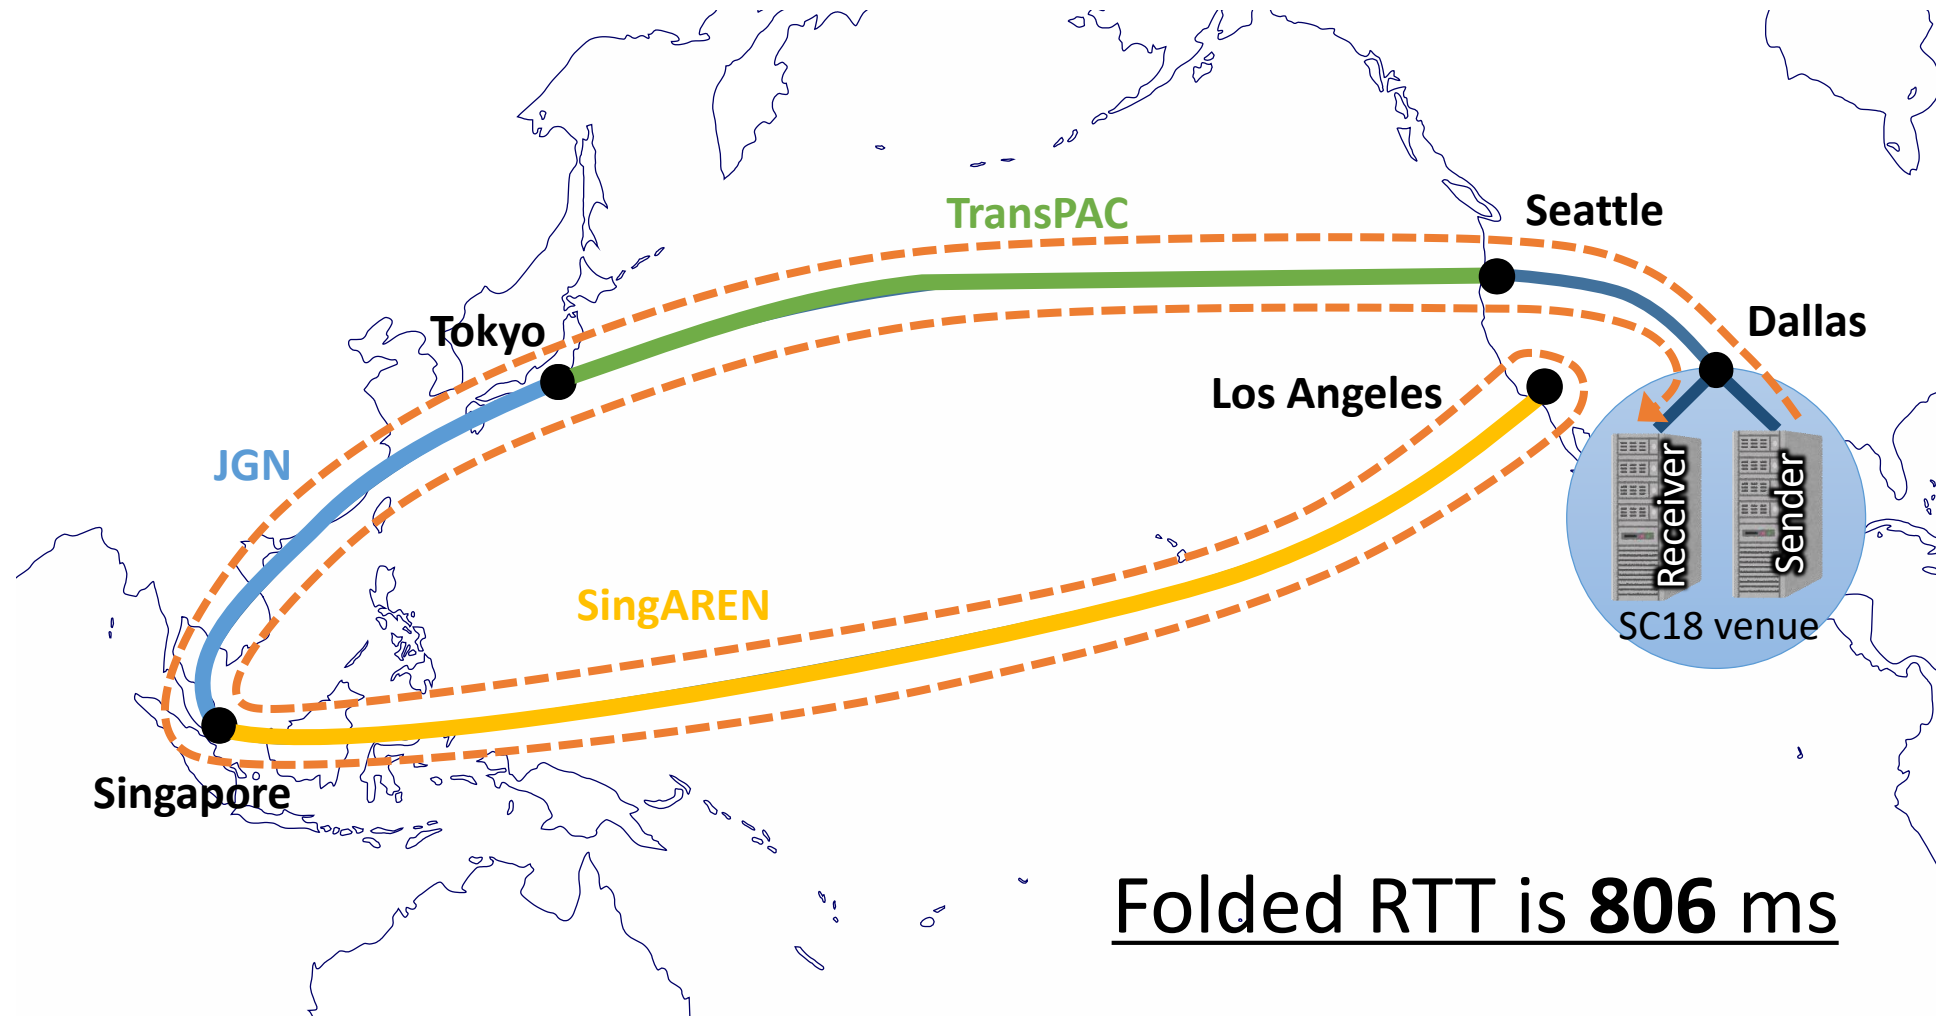 TransPAC
Seattle
Tokyo
Dallas
Los Angeles
JGN
Receiver
Sender
SingAREN
SC18 venue
Singapore
Folded RTT is 806 ms